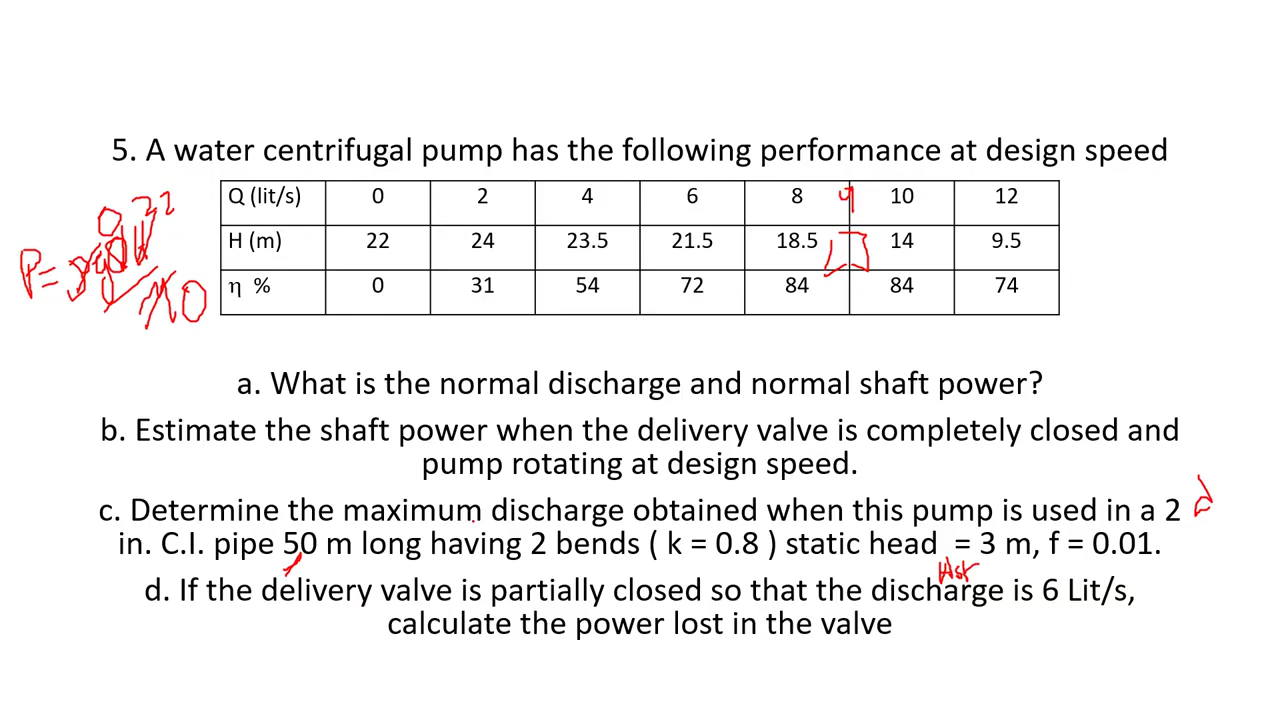 5. A water centrifugal pump has the following performance at design speed
Q (lit/s) 0 2 4 6 8 9 10 12
H (m) 22 24 23.5 21.5 18.5 14 9.5
η % 0 31 54 72 84 84 74
a. What is the normal discharge and normal shaft power?
b. Estimate the shaft power when the delivery valve is completely closed and
pump rotating at design speed.
c. Determine the maximum discharge obtained when this pump is used in a 2 d
in. C.I. pipe 50 m long having 2 bends ( k = 0.8 ) static head = 3 m, f = 0.01.
Hst
d. If the delivery valve is partially closed so that the discharge is 6 Lit/s,
calculate the power lost in the valve